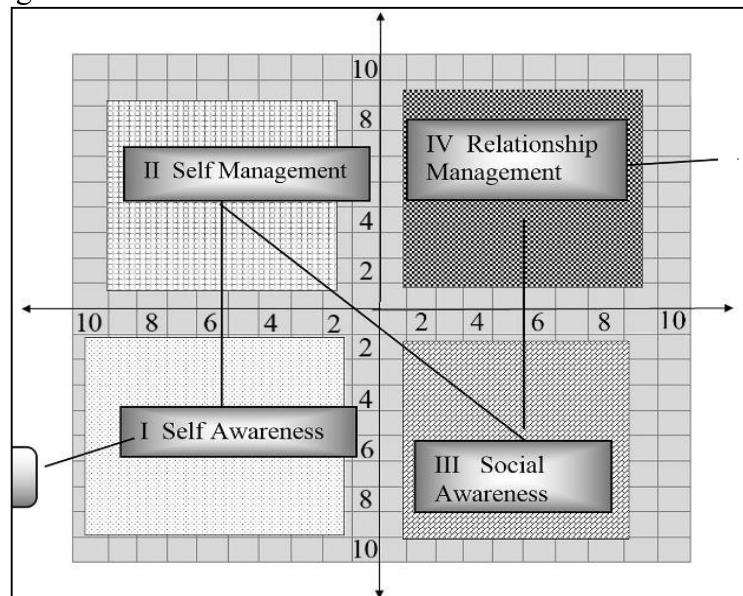 10
8
II Self Management
IV Relationship
Management
4
2
10 8 6 4 2 2 4 6 8 10
2
4
I Self Awareness
6
III Social
Awareness
8
10